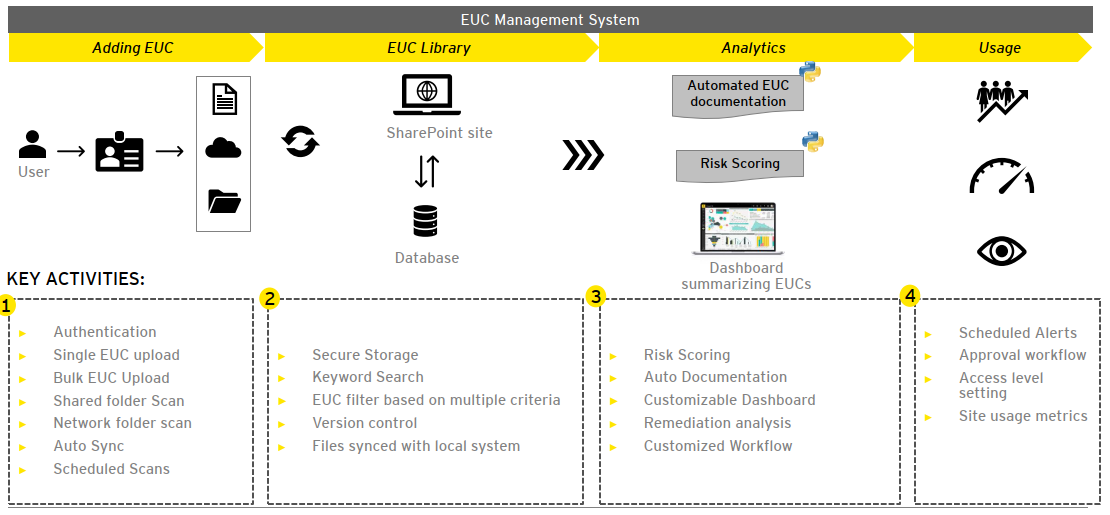 EUC Management System
Adding EUC
EUC Library
Analytics
Usage
User
SharePoint site
Database
Automated EUC
documentation
Risk Scoring
Dashboard
summarizing EUCs
KEY ACTIVITIES:
1
Authentication
Single EUC upload
Bulk EUC Upload
Shared folder Scan
Network folder scan
Auto Sync
Scheduled Scans
2
Secure Storage
Keyword Search
EUC filter based on multiple criteria
Version control
Files synced with local system
3
Risk Scoring
Auto Documentation
Customizable Dashboard
Remediation analysis
Customized Workflow
4
Scheduled Alerts
Approval workflow
Access level
setting
Site usage metrics